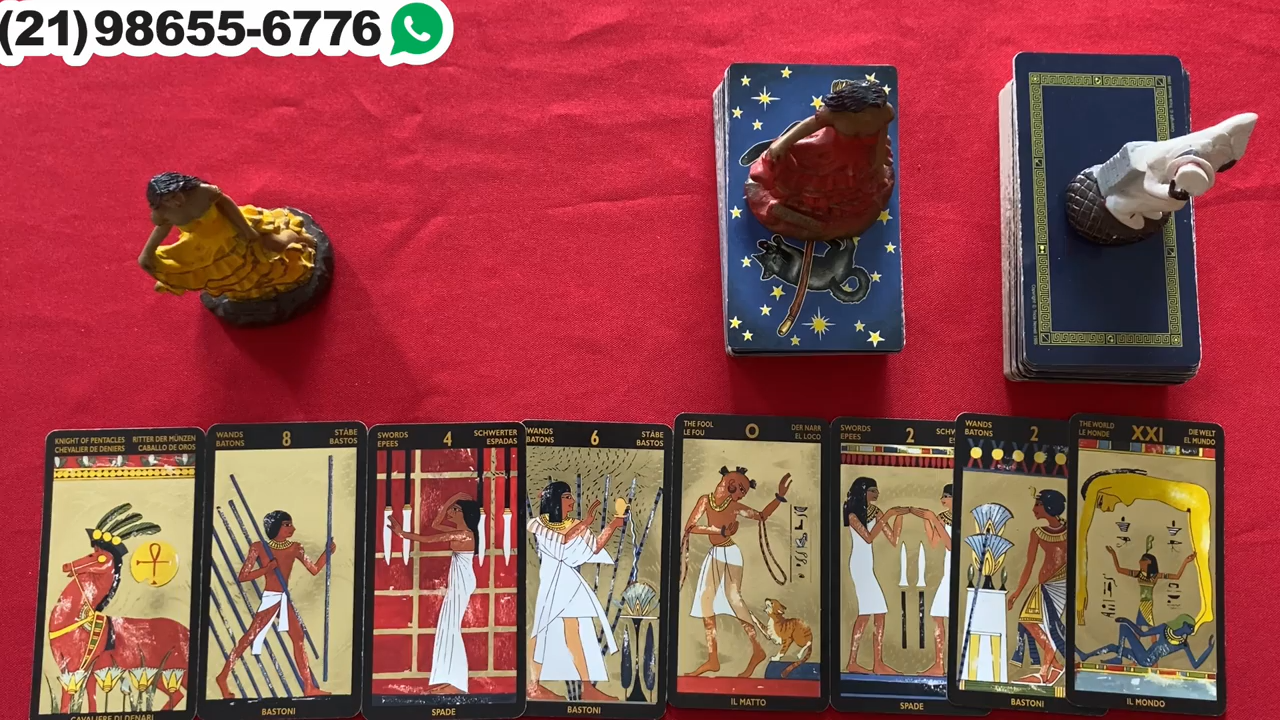 (21)98655-6776
KNIGHT OF PENTACLES
CHEVALIER DE DENIERS
RITTER DER MÜNZEN
CABALLO DE OROS
CAVALIERE DI DENARI
WANDS
BATONS
8
STÄBE
BASTOS
BASTONI
SWORDS
EPEES
4
SCHWERTER
ESPADAS
SPADE
WANDS
BATONS
6
STÄBE
BASTOS
BASTONI
THE FOOL
LE FOU
0
DER NARR
EL LOCO
IL MATTO
SWORDS
EPEES
2
SPADE
WANDS
BATONS
2
BASTONI
THE WORLD
LE MONDE
XXI
DIE WELT
EL MUNDO
IL MONDO